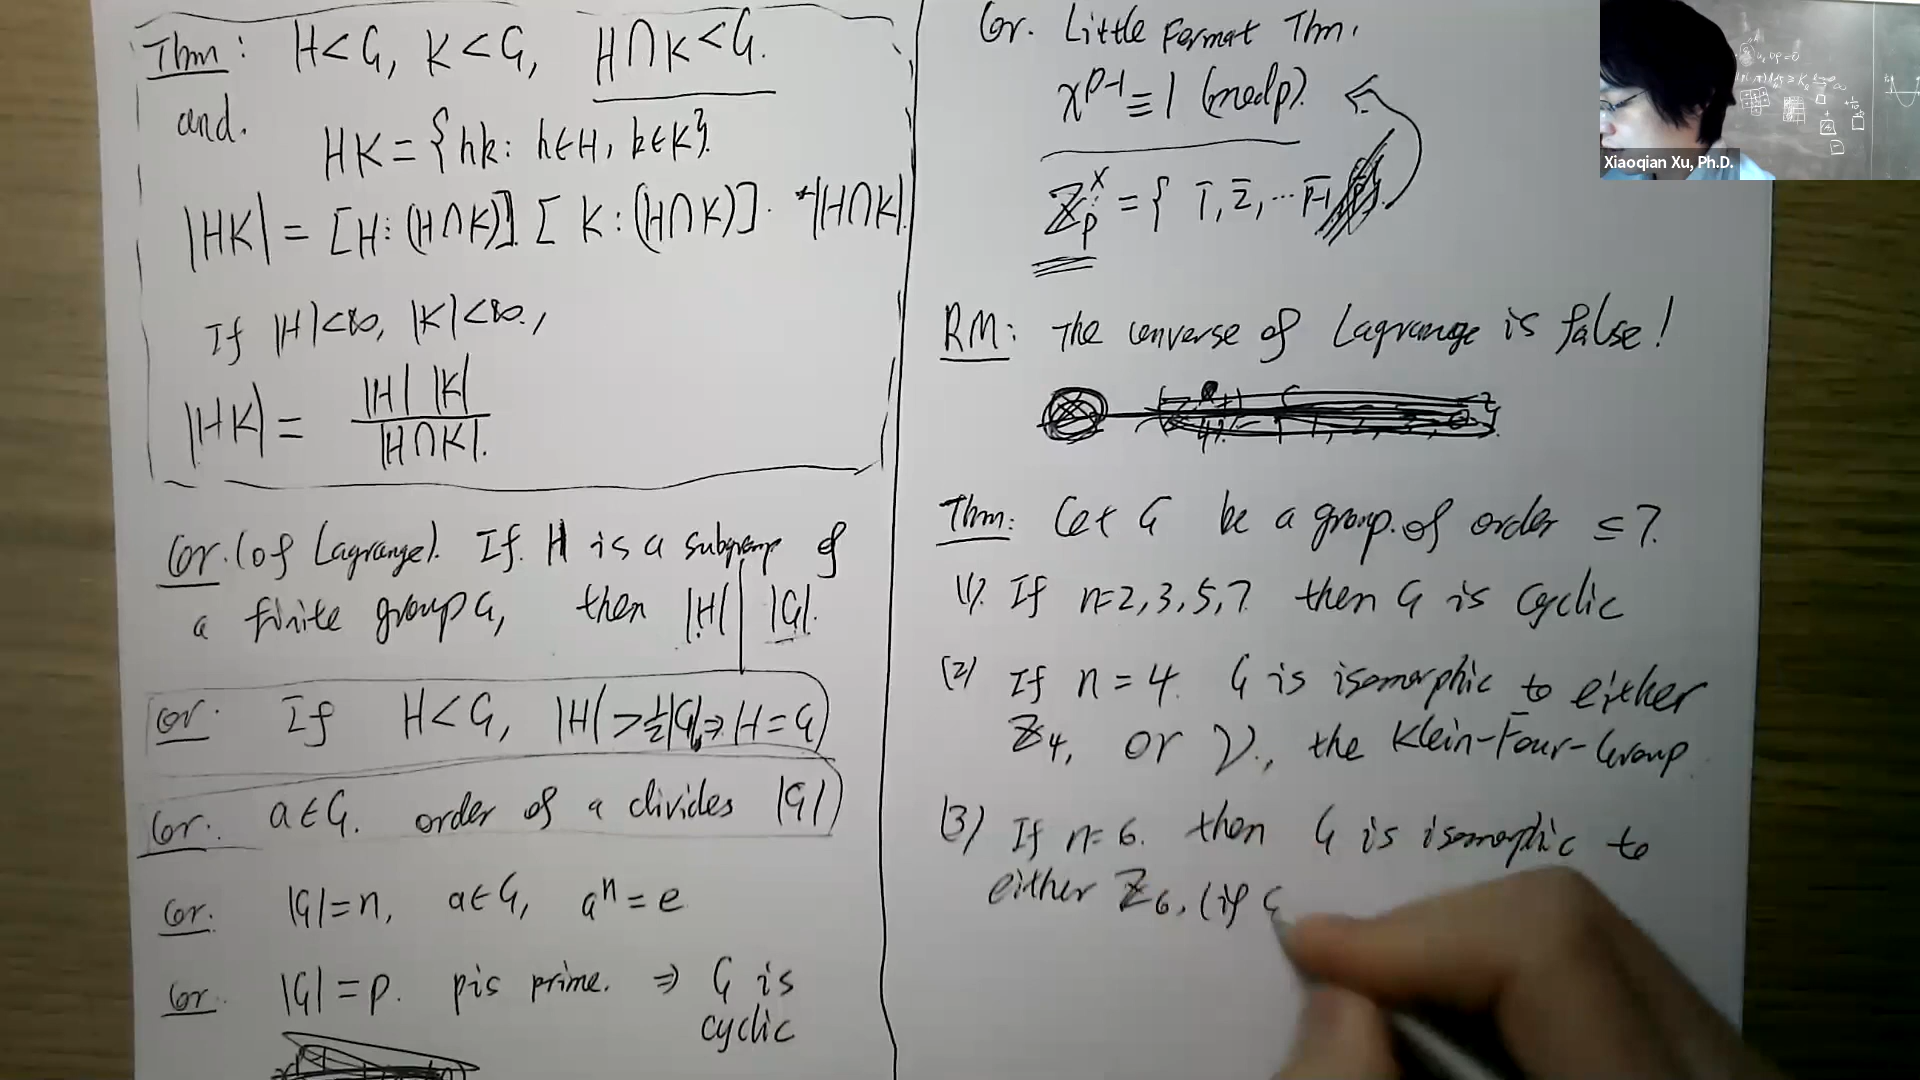 Thm: H<G, K<G, H∩K<G.
and.
HK = {hk: h∈H, k∈K}.
|HK| = [H:(H∩K)] [K:(H∩K)]. *|H∩K|.
If |H|<∞, |K|<∞.,
|HK| = |H| |K|
|H∩K|.
Cor. (of Lagrange). If H is a subgroup of
a finite group G, then |H| | |G|.
Cor. If H<G, |H|>½|G| ⇒ H=G
Cor. a∈G. order of a divides |G|
Cor. |G|=n, a∈G, aⁿ=e
Cor. |G|=p. p is prime. ⇒ G is
cyclic
Cor. Little Format Thm.
x^{p-1} ≡ 1 (mod p).
ℤ_p^× = { 1̄, 2̄, ... p-1
RM: The converse of Lagrange is false!
Thm: Let G be a group. of order ≤7.
(1). If n=2,3,5,7. then G is cyclic
(2) If n=4. G is isomorphic to either
ℤ₄, or V., the Klein-Four-Group.
(3) If n=6. then G is isomorphic to
either ℤ₆, (if G
Xiaoqian Xu, Ph.D.